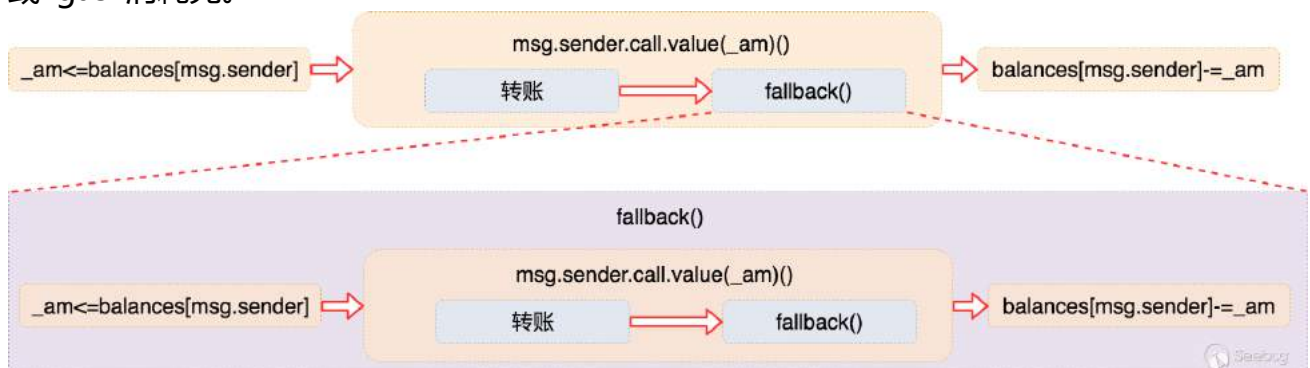 msg.sender.call.value(_am)()
_am<=balances[msg.sender]
转账
fallback()
balances[msg.sender]-=_am
fallback()
msg.sender.call.value(_am)()
_am<=balances[msg.sender]
转账
fallback()
balances[msg.sender]-=_am
Seebug